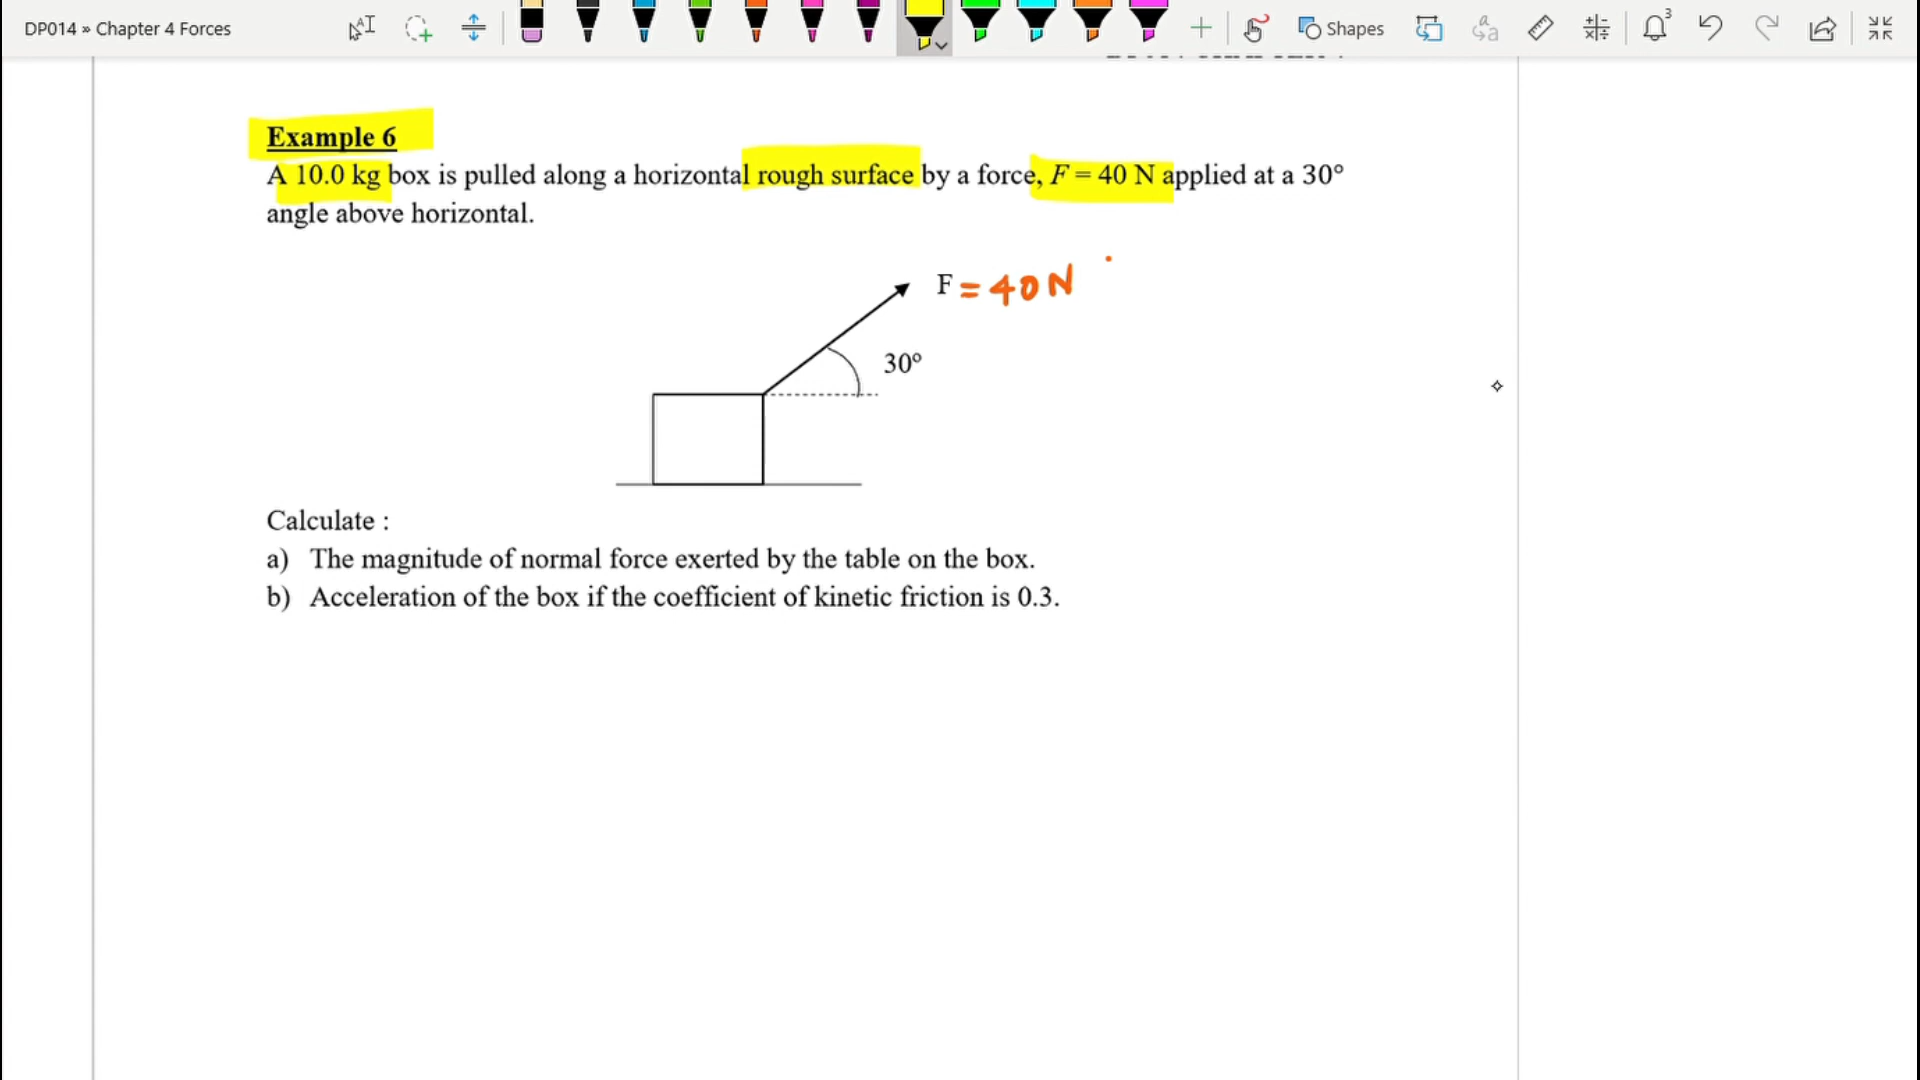 DP014 » Chapter 4 Forces
Shapes
3
Example 6
A 10.0 kg box is pulled along a horizontal rough surface by a force, F = 40 N applied at a 30°
angle above horizontal.
F = 40 N
30°
Calculate :
a) The magnitude of normal force exerted by the table on the box.
b) Acceleration of the box if the coefficient of kinetic friction is 0.3.